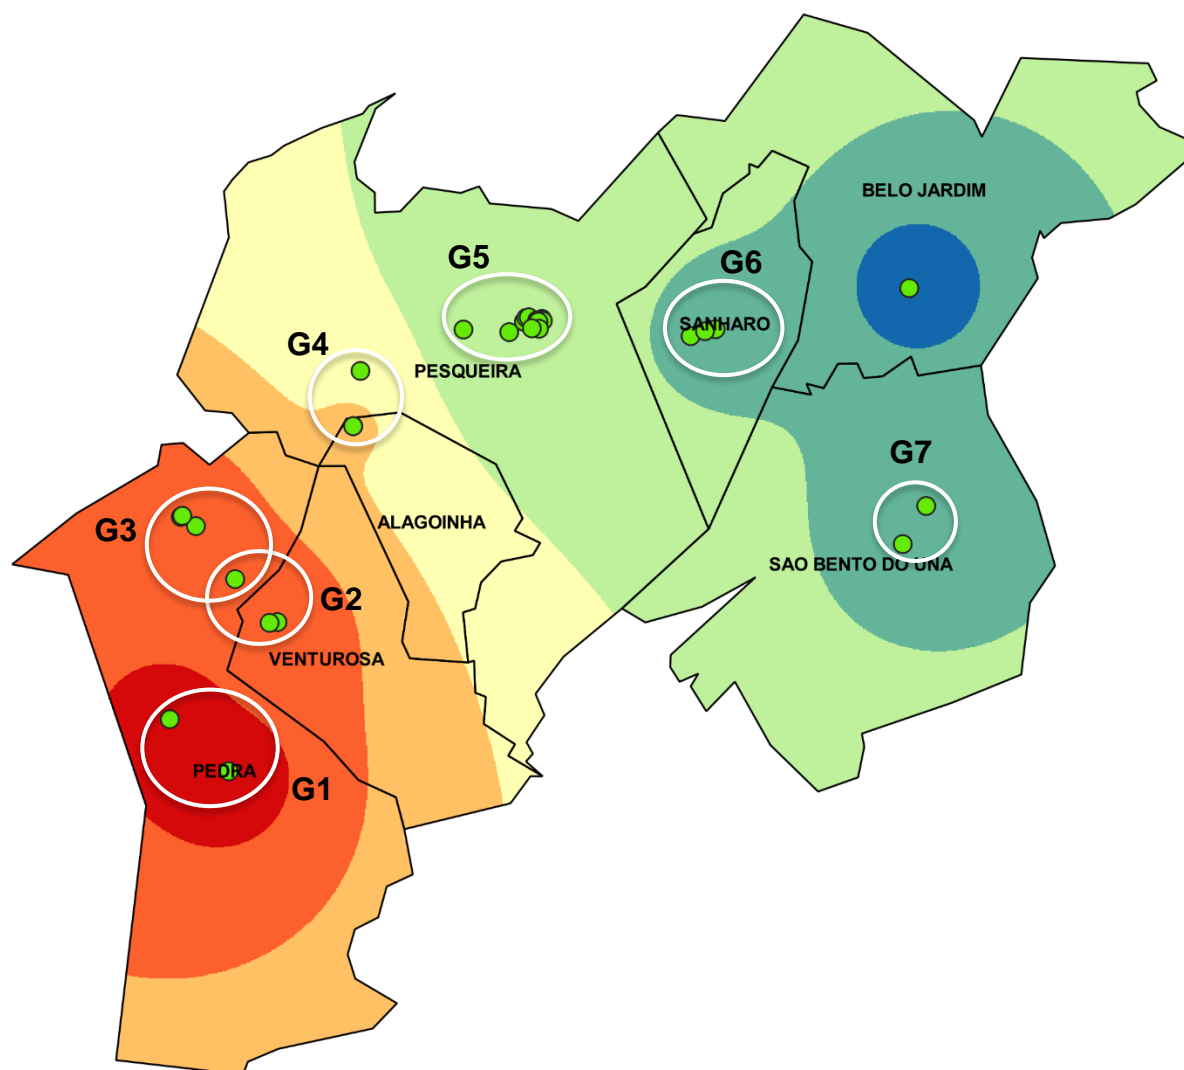 BELO JARDIM
G5
G6
SANHARO
G4
PESQUEIRA
G7
ALAGOINHA
G3
SAO BENTO DO UNA
G2
VENTUROSA
PEDRA
G1